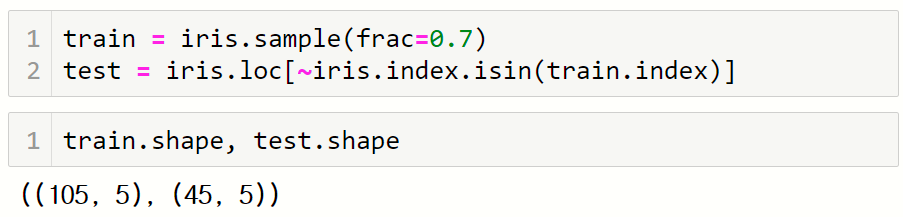 1 train = iris.sample(frac=0.7)
2 test = iris.loc[~iris.index.isin(train.index)]
1 train.shape, test.shape
((105, 5), (45, 5))